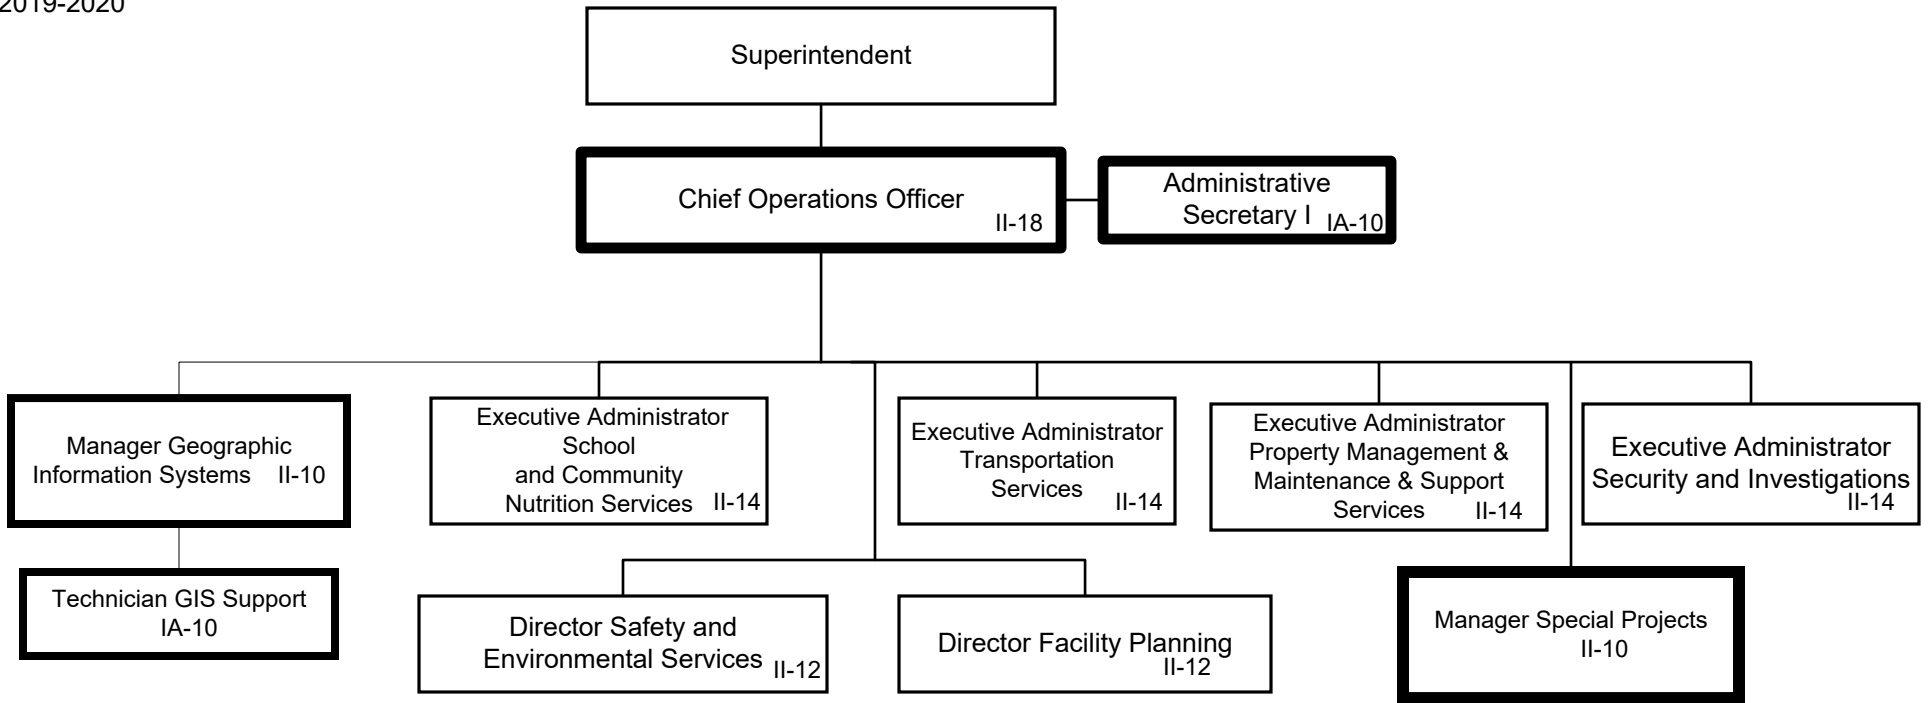 2019-2020
Superintendent
Chief Operations Officer
II-18
Administrative
Secretary I IA-10
Manager Geographic
Information Systems II-10
Executive Administrator
School
and Community
Nutrition Services II-14
Executive Administrator
Transportation
Services
II-14
Executive Administrator
Property Management &
Maintenance & Support
Services II-14
Executive Administrator
Security and Investigations
II-14
Technician GIS Support
IA-10
Director Safety and
Environmental Services II-12
Director Facility Planning
II-12
Manager Special Projects
II-10